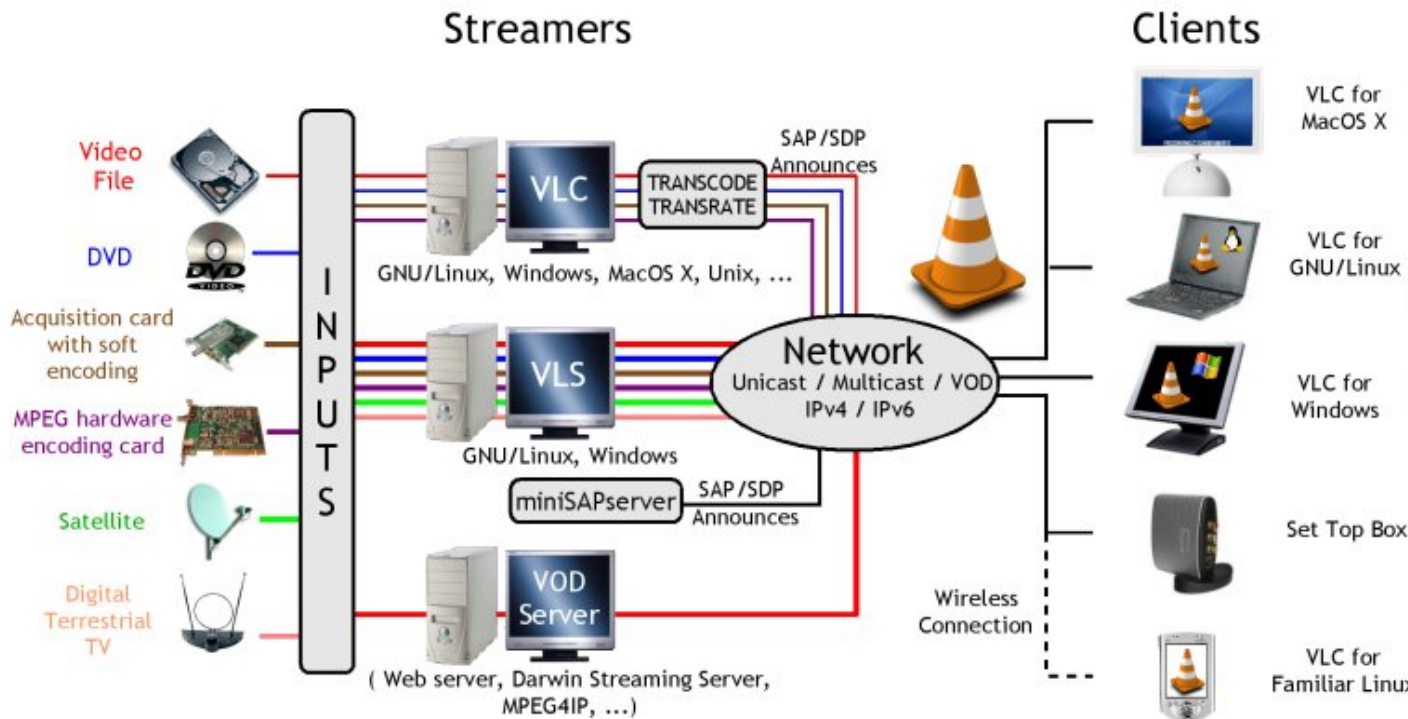 Streamers
Clients
Video
File
DVD
Acquisition card
with soft
encoding
MPEG hardware
encoding card
Satellite
Digital
Terrestrial
TV
DVD
VIDEO
INPUTS
VLC
TRANSCODE
TRANSRATE
SAP/SDP
Announces
GNU/Linux, Windows, MacOS X, Unix, ...
VLS
GNU/Linux, Windows
Network
Unicast / Multicast / VOD
IPv4 / IPv6
miniSAPserver
SAP/SDP
Announces
VOD
Server
( Web server, Darwin Streaming Server,
MPEG4IP, ...)
Wireless
Connection
VLC for
MacOS X
VLC for
GNU/Linux
VLC for
Windows
Set Top Box
VLC for
Familiar Linux